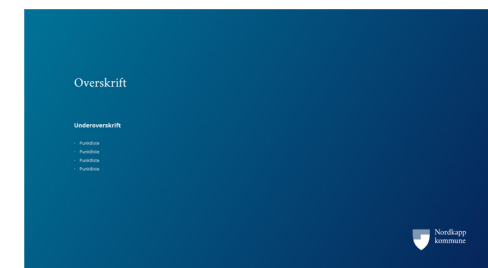 Overskrift
Underoverskrift
- Punktliste
- Punktliste
- Punktliste
- Punktliste
Nordkapp
kommune